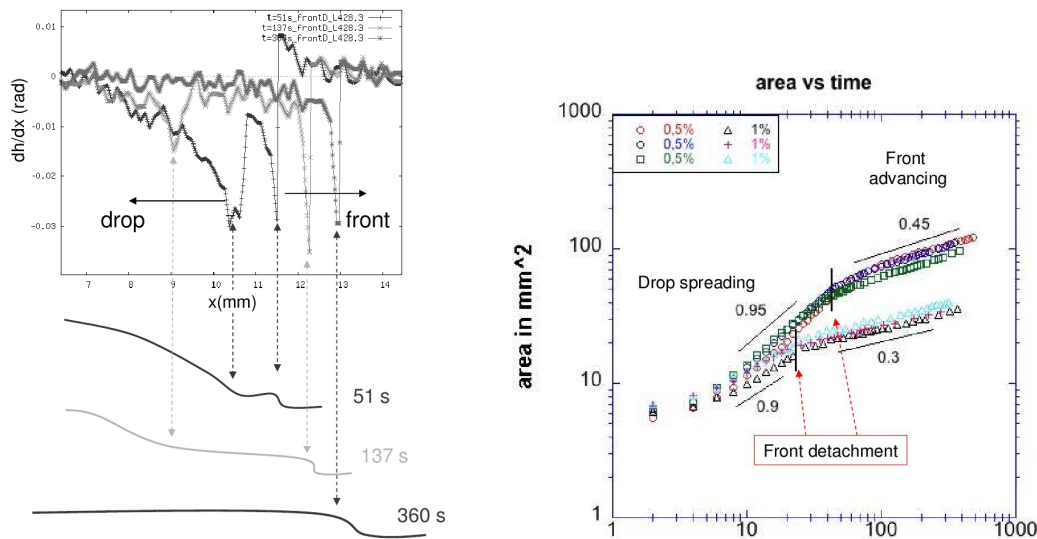 t=51s_frontD_L428.3
t=137s_frontD_L428.3
s_frontD_L428.3
0.01
0
-0.01
-0.02
-0.03
dh/dx (rad)
drop
front
6
7
8
9
10
11
12
13
14
x(mm)
51 s
137 s
360 s
area vs time
1000
100
10
1
area in mm^2
0,5%
1%
0,5%
1%
0,5%
1%
Front
advancing
0.45
Drop spreading
0.95
0.3
0.9
Front detachment
1
10
100
1000